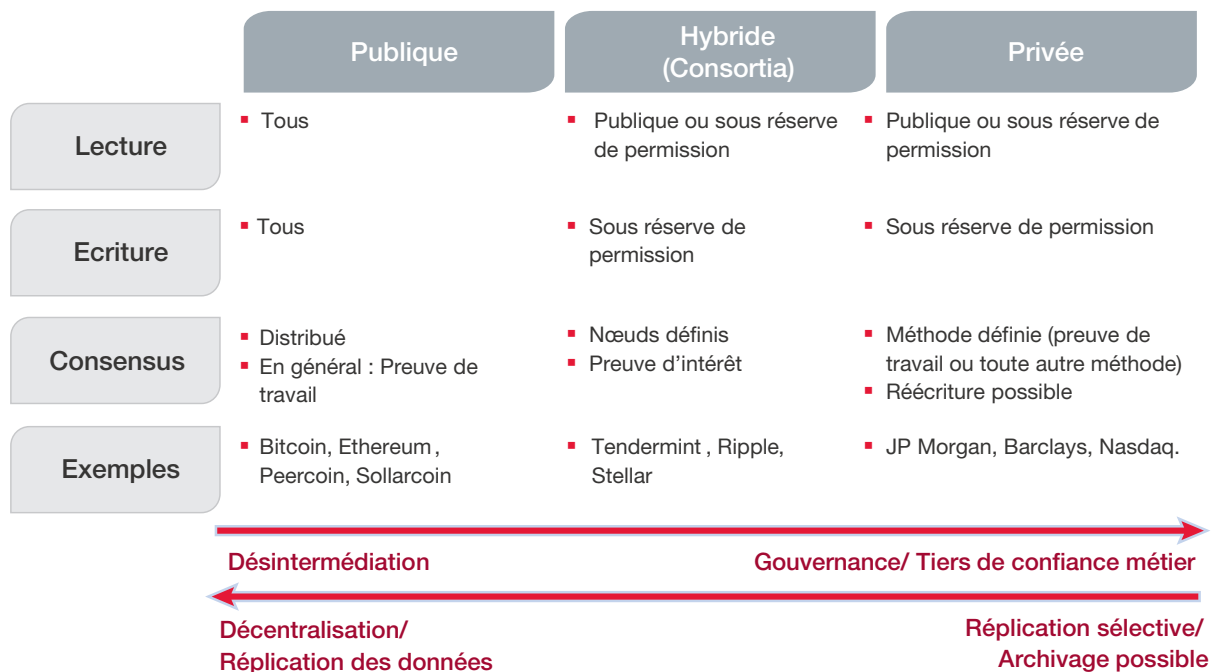 Publique
Hybride
(Consortia)
Privée
Lecture
▪ Tous
▪ Publique ou sous réserve
de permission
▪ Publique ou sous réserve de
permission
Ecriture
▪ Tous
▪ Sous réserve de
permission
▪ Sous réserve de permission
Consensus
▪ Distribué
▪ En général : Preuve de
travail
▪ Nœuds définis
▪ Preuve d’intérêt
▪ Méthode définie (preuve de
travail ou toute autre méthode)
▪ Réécriture possible
Exemples
▪ Bitcoin, Ethereum ,
Peercoin, Sollarcoin
▪ Tendermint , Ripple,
Stellar
▪ JP Morgan, Barclays, Nasdaq.
Désintermédiation
Gouvernance/ Tiers de confiance métier
Décentralisation/
Réplication des données
Réplication sélective/
Archivage possible